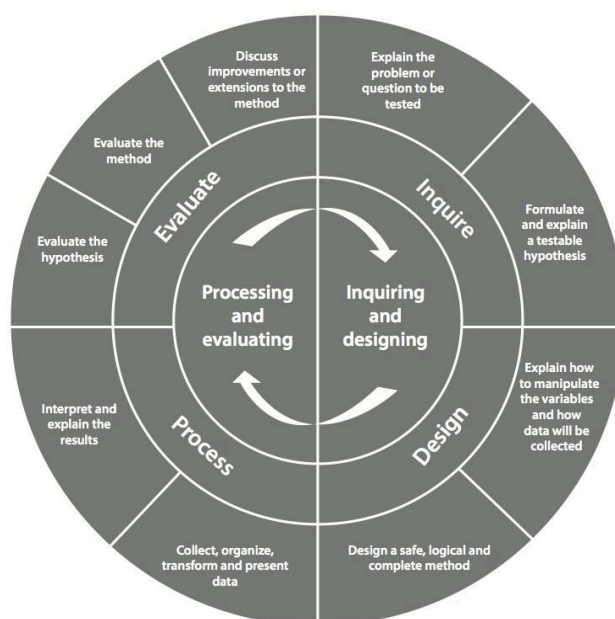 Discuss
improvements or
extensions to the
method
Explain the
problem or
question to be
tested
Evaluate the
method
Formulate
and explain
a testable
hypothesis
Evaluate the
hypothesis
Evaluate
Inquire
Processing
and
evaluating
Inquiring
and
designing
Explain how
to manipulate
the variables
and how
data will be
collected
Interpret and
explain the
results
Process
Design
Collect, organize,
transform and present
data
Design a safe, logical and
complete method